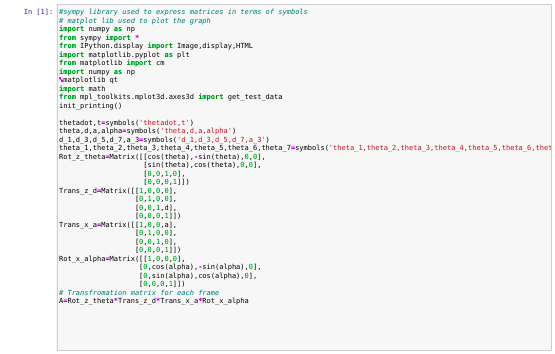 In [1]: #sympy library used to express matrices in terms of symbols
# matplot lib used to plot the graph
import numpy as np
from sympy import *
from IPython.display import Image,display,HTML
import matplotlib.pyplot as plt
from matplotlib import cm
import numpy as np
%matplotlib qt
import math
from mpl_toolkits.mplot3d.axes3d import get_test_data
init_printing()
thetadot,t=symbols('thetadot,t')
theta,d,a,alpha=symbols('theta,d,a,alpha')
d_1,d_3,d_5,d_7,a_3=symbols('d_1,d_3,d_5,d_7,a_3')
theta_1,theta_2,theta_3,theta_4,theta_5,theta_6,theta_7=symbols('theta_1,theta_2,theta_3,theta_4,theta_5,theta_6,thet
Rot_z_theta=Matrix([[cos(theta),-sin(theta),0,0],
[sin(theta),cos(theta),0,0],
[0,0,1,0],
[0,0,0,1]])
Trans_z_d=Matrix([[1,0,0,0],
[0,1,0,0],
[0,0,1,d],
[0,0,0,1]])
Trans_x_a=Matrix([[1,0,0,a],
[0,1,0,0],
[0,0,1,0],
[0,0,0,1]])
Rot_x_alpha=Matrix([[1,0,0,0],
[0,cos(alpha),-sin(alpha),0],
[0,sin(alpha),cos(alpha),0],
[0,0,0,1]])
# Transfromation matrix for each frame
A=Rot_z_theta*Trans_z_d*Trans_x_a*Rot_x_alpha